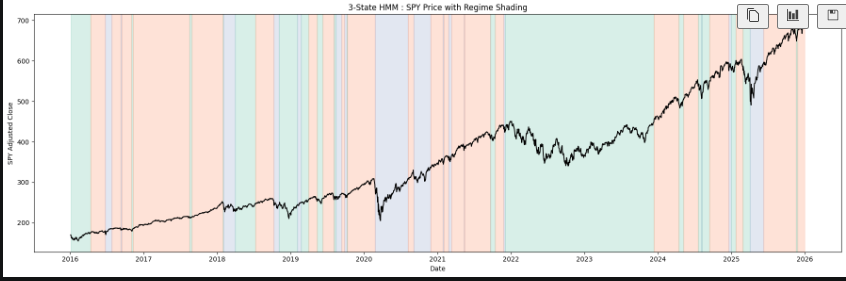 3-State HMM : SPY Price with Regime Shading
700
600
500
400
300
200
SPY Adjusted Close
2016 2017 2018 2019 2020 2021 2022 2023 2024 2025 2026
Date